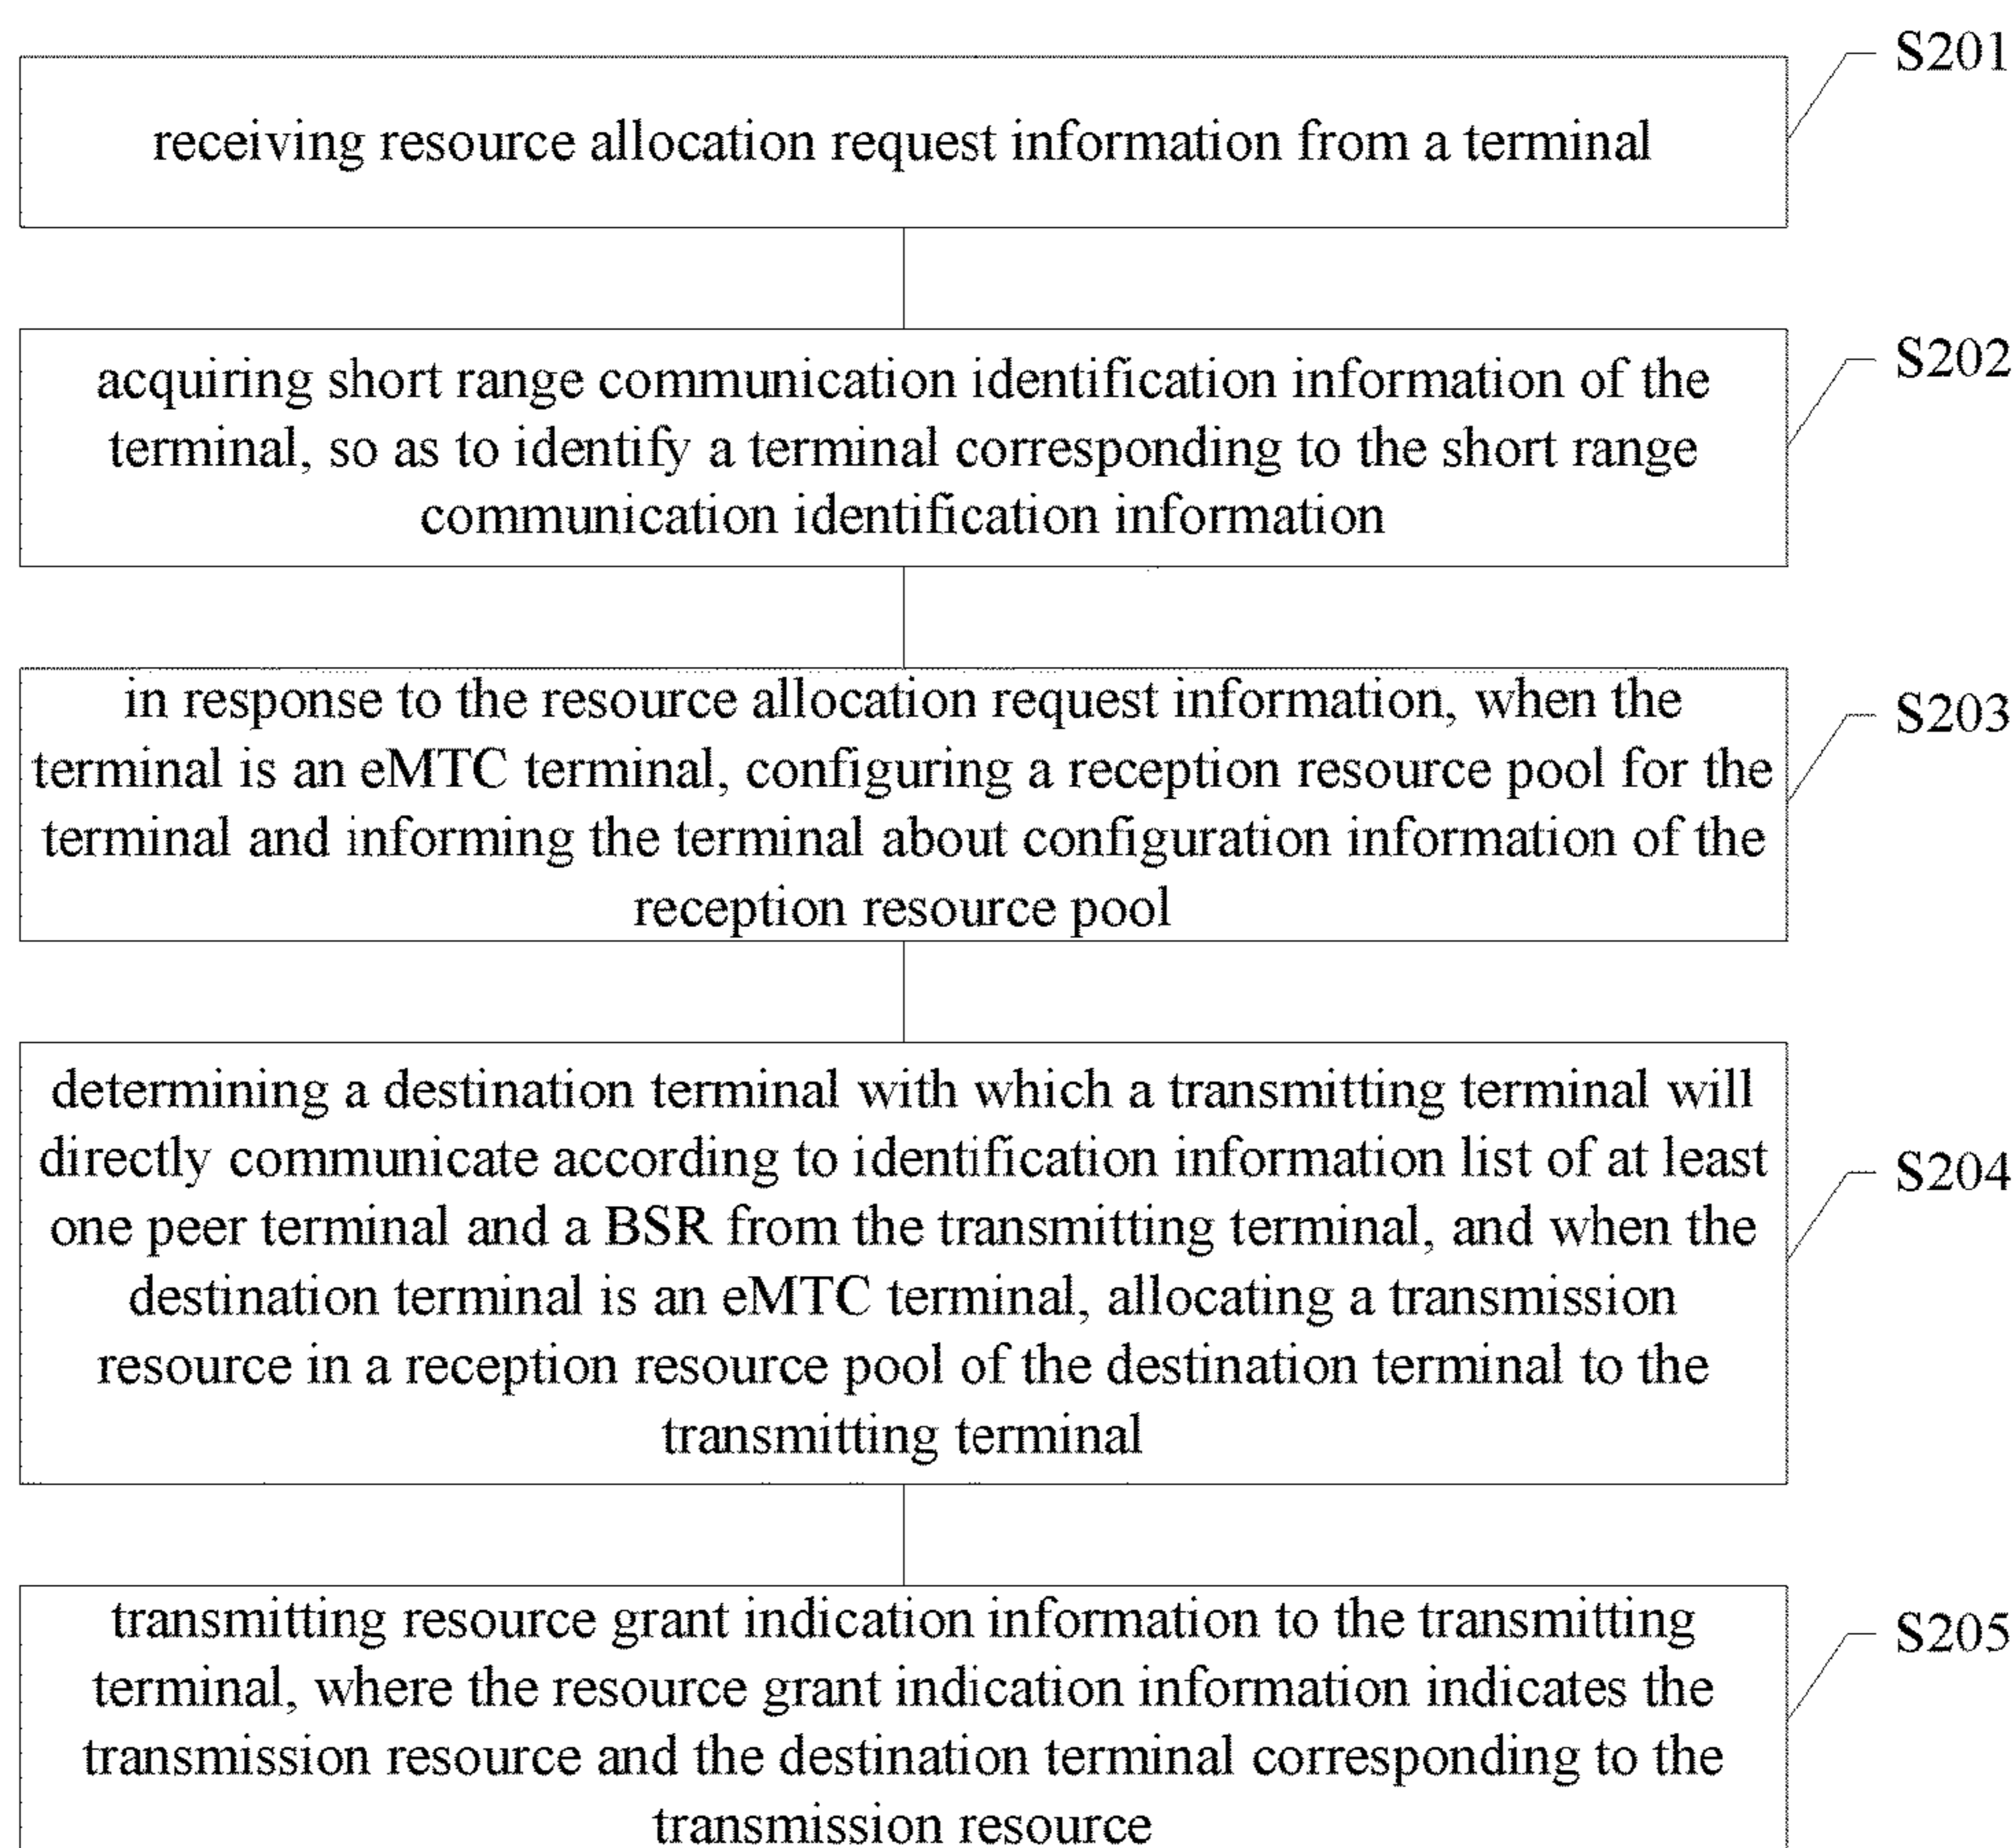 S201
receiving resource allocation request information from a terminal
S202
acquiring short range communication identification information of the
terminal, so as to identify a terminal corresponding to the short range
communication identification information
S203
in response to the resource allocation request information, when the
terminal is an eMTC terminal, configuring a reception resource pool for the
terminal and informing the terminal about configuration information of the
reception resource pool
S204
determining a destination terminal with which a transmitting terminal will
directly communicate according to identification information list of at least
one peer terminal and a BSR from the transmitting terminal, and when the
destination terminal is an eMTC terminal, allocating a transmission
resource in a reception resource pool of the destination terminal to the
transmitting terminal
S205
transmitting resource grant indication information to the transmitting
terminal, where the resource grant indication information indicates the
transmission resource and the destination terminal corresponding to the
transmission resource